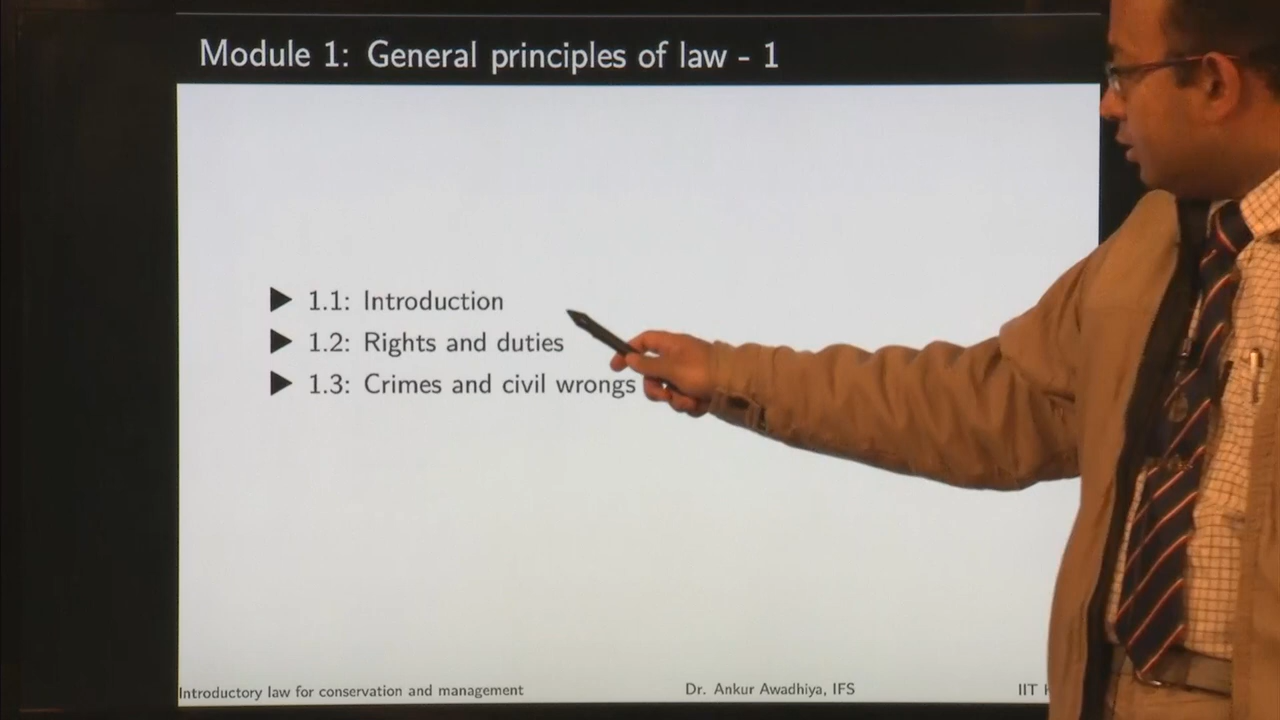 Module 1: General principles of law - 1
▶ 1.1: Introduction
▶ 1.2: Rights and duties
▶ 1.3: Crimes and civil wrongs
Introductory law for conservation and management Dr. Ankur Awadhiya, IFS IIT